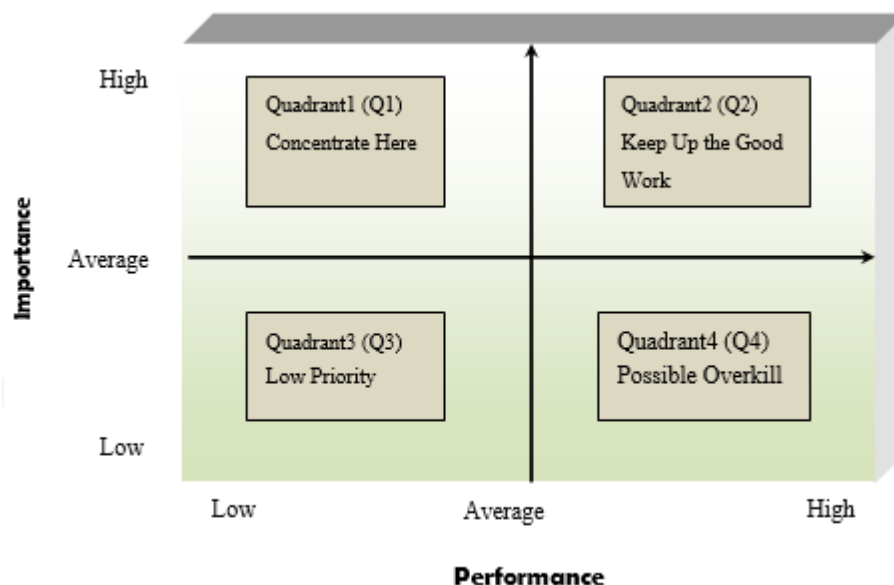 High
Quadrant1 (Q1)
Concentrate Here
Quadrant2 (Q2)
Keep Up the Good
Work
Importance
Average
Quadrant3 (Q3)
Low Priority
Quadrant4 (Q4)
Possible Overkill
Low
Low
Average
High
Performance